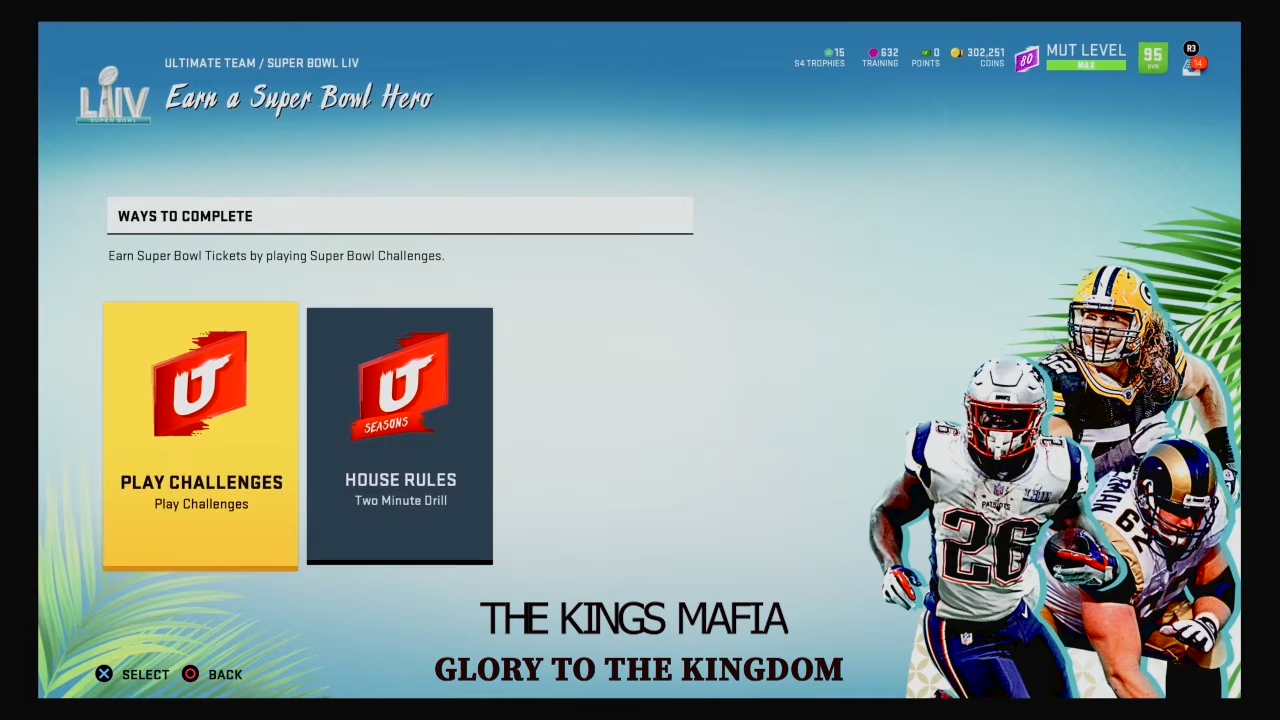 ULTIMATE TEAM / SUPER BOWL LIV
Earn a Super Bowl Hero
LIV
SUPER BOWL
15
S4 TROPHIES
632
TRAINING
0
POINTS
302,251
COINS
80
MUT LEVEL
MAX
95
OVR
R3
14
WAYS TO COMPLETE
Earn Super Bowl Tickets by playing Super Bowl Challenges.
UT
PLAY CHALLENGES
Play Challenges
UT
SEASONS
HOUSE RULES
Two Minute Drill
G
26
PATRIOTS
26
62
THE KINGS MAFIA
GLORY TO THE KINGDOM
SELECT
BACK